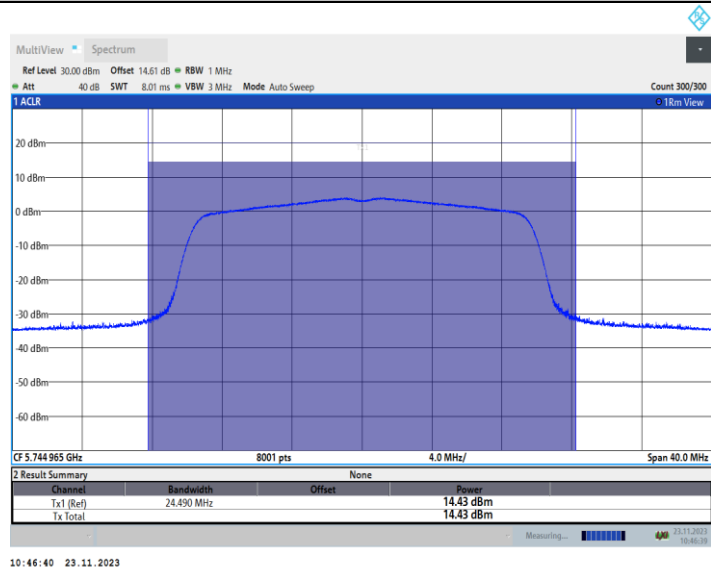 MultiView Spectrum
Ref Level 30.00 dBm Offset 14.61 dB RBW 1 MHz
Att 40 dB SWT 8.01 ms VBW 3 MHz Mode Auto Sweep Count 300/300
1 ACLR 1Rm View
20 dBm
10 dBm
0 dBm
-10 dBm
-20 dBm
-30 dBm
-40 dBm
-50 dBm
-60 dBm
CF 5.744 965 GHz 8001 pts 4.0 MHz/ Span 40.0 MHz
2 Result Summary None
Channel Bandwidth Offset Power
Tx1 (Ref) 24.490 MHz 14.43 dBm
Tx Total 14.43 dBm
Measuring... 23.11.2023
10:46:39
10:46:40 23.11.2023